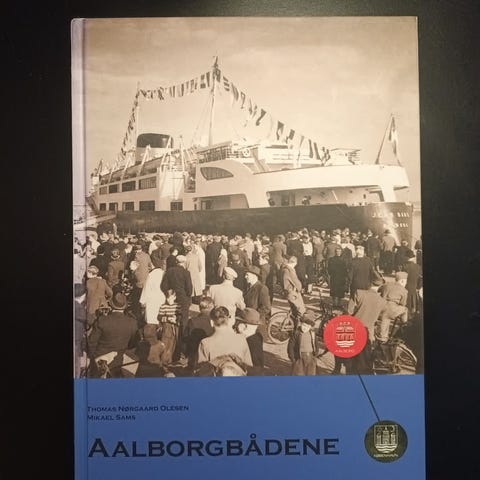 THOMAS NØRGAARD OLESEN
MIKAEL SAMS
AALBORGBÅDENE